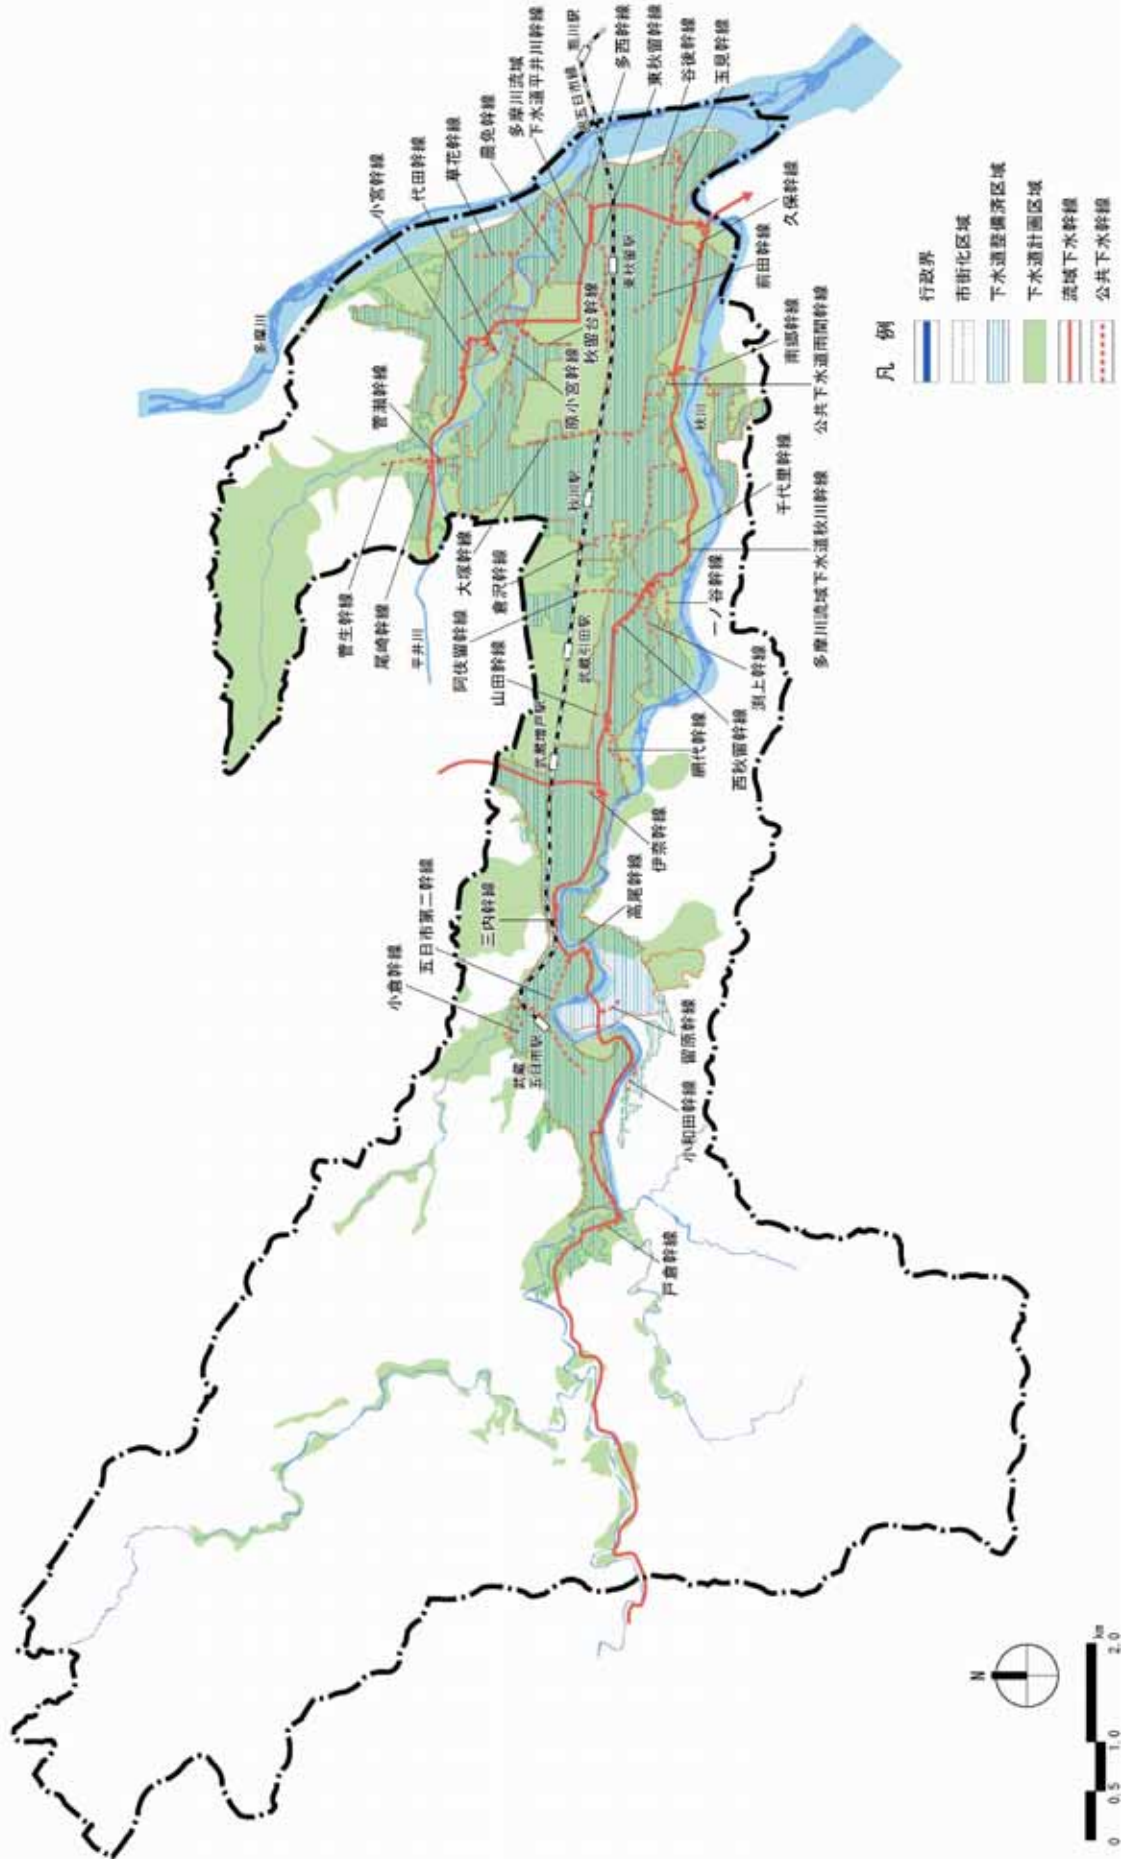 多摩川
小宮幹線
代田幹線
草花幹線
農免幹線
多摩川流域
下水道平井川幹線
多西幹線
東秋留幹線
谷後幹線
玉見幹線
JR五日市線
東秋留駅
久保幹線
前田幹線
南郷幹線
公共下水道雨間幹線
秋川
秋留台幹線
原小宮幹線
菅瀬幹線
菅生幹線
尾崎幹線
平井川
大塚幹線
倉沢幹線
阿伎留幹線
山田幹線
秋川駅
武蔵引田駅
武蔵増戸駅
千代里幹線
多摩川流域下水道秋川幹線
一ノ谷幹線
渕上幹線
西秋留幹線
網代幹線
伊奈幹線
高尾幹線
三内幹線
五日市第二幹線
小倉幹線
武蔵
五日市駅
留原幹線
小和田幹線
戸倉幹線
凡 例
行政界
市街化区域
下水道整備済区域
下水道計画区域
流域下水幹線
公共下水幹線
N
0 0.5 1.0 2.0
km